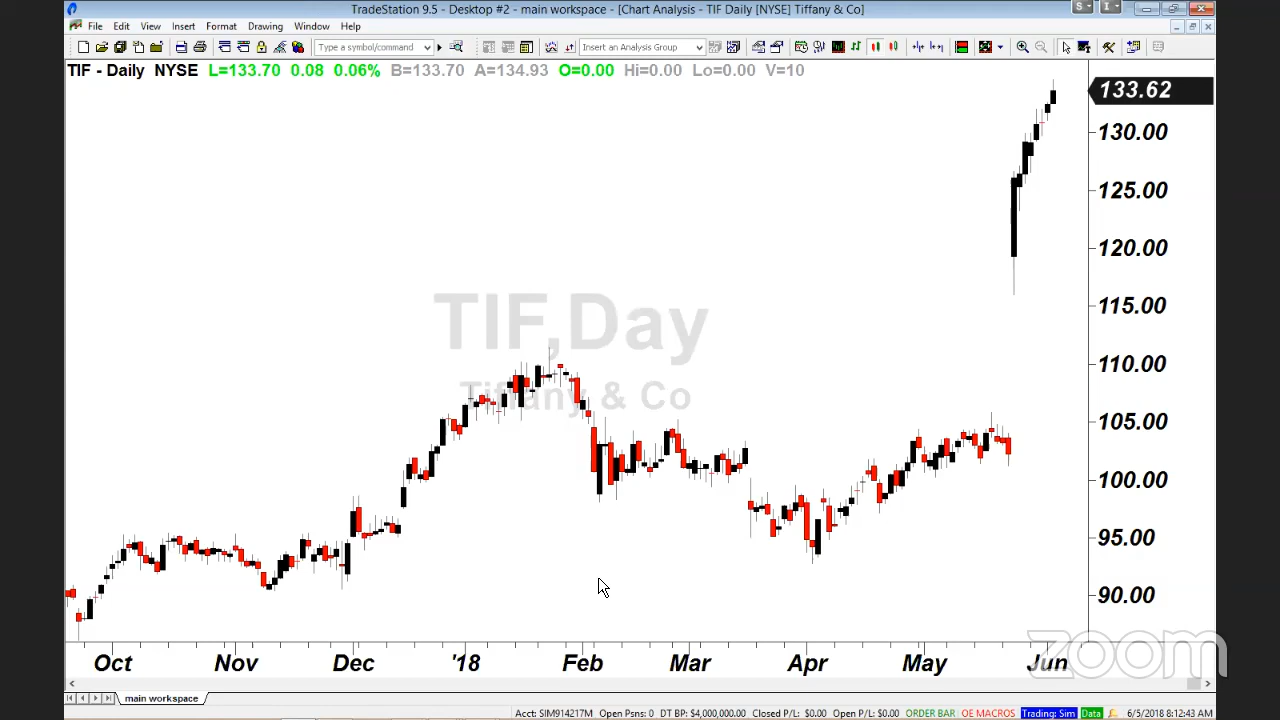 TradeStation 9.5 - Desktop #2 - main workspace - [Chart Analysis - TIF Daily [NYSE] Tiffany & Co]
S
I
File Edit View Insert Format Drawing Window Help
Type a symbol/command
Insert an Analysis Group
TIF - Daily NYSE L=133.70 0.08 0.06% B=133.70 A=134.93 O=0.00 Hi=0.00 Lo=0.00 V=10
133.62
130.00
125.00
120.00
115.00
110.00
105.00
100.00
95.00
90.00
TIF,Day
Tiffany & Co
Oct Nov Dec '18 Feb Mar Apr May Jun
zoom
main workspace
Acct: SIM914217M Open Psns: 0 DT BP: $4,000,000.00 Closed P/L: $0.00 Open P/L: $0.00 ORDER BAR OE MACROS Trading: Sim Data 6/5/2018 8:12:43 AM